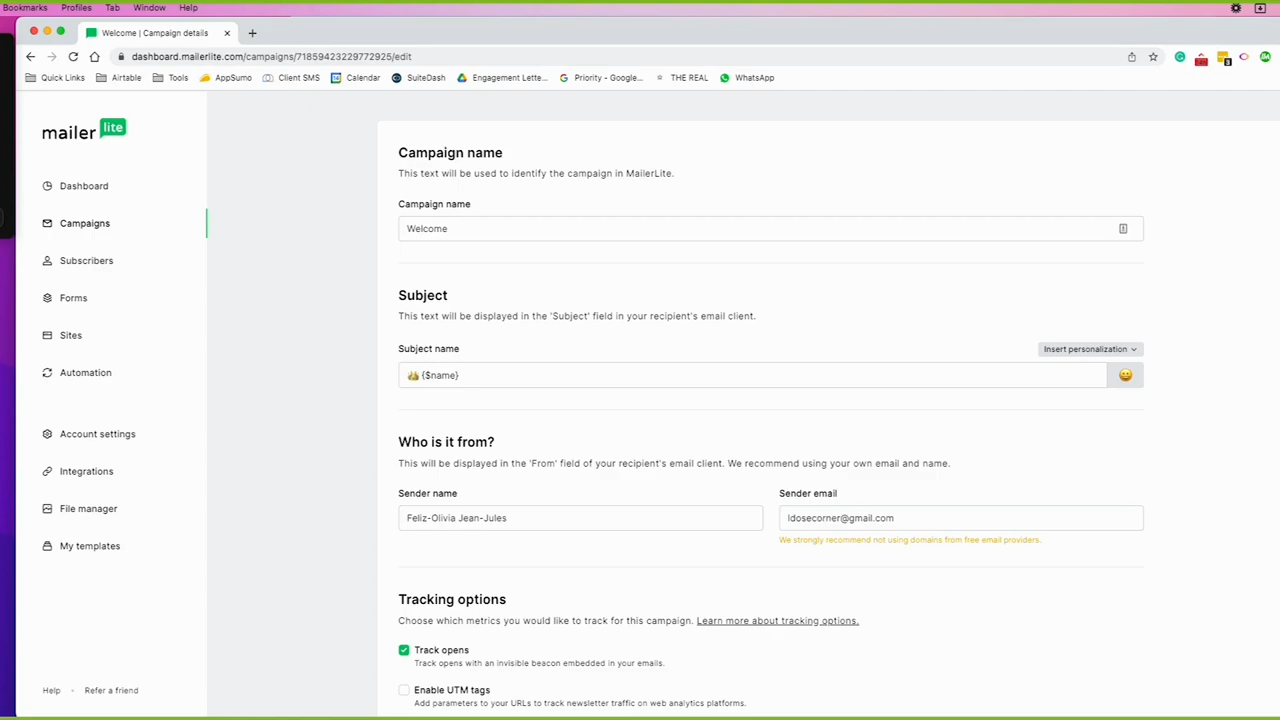 Bookmarks Profiles Tab Window Help
Welcome | Campaign details
dashboard.mailerlite.com/campaigns/71859423229772925/edit
Quick Links Airtable Tools AppSumo Client SMS Calendar SuiteDash Engagement Lette... Priority - Google... THE REAL WhatsApp
mailer lite
Dashboard
Campaigns
Subscribers
Forms
Sites
Automation
Account settings
Integrations
File manager
My templates
Help • Refer a friend
Campaign name
This text will be used to identify the campaign in MailerLite.
Campaign name
Welcome
Subject
This text will be displayed in the 'Subject' field in your recipient's email client.
Subject name
Insert personalization
{$name}
Who is it from?
This will be displayed in the 'From' field of your recipient's email client. We recommend using your own email and name.
Sender name
Sender email
Feliz-Olivia Jean-Jules
ldosecorner@gmail.com
We strongly recommend not using domains from free email providers.
Tracking options
Choose which metrics you would like to track for this campaign. Learn more about tracking options.
Track opens
Track opens with an invisible beacon embedded in your emails.
Enable UTM tags
Add parameters to your URLs to track newsletter traffic on web analytics platforms.